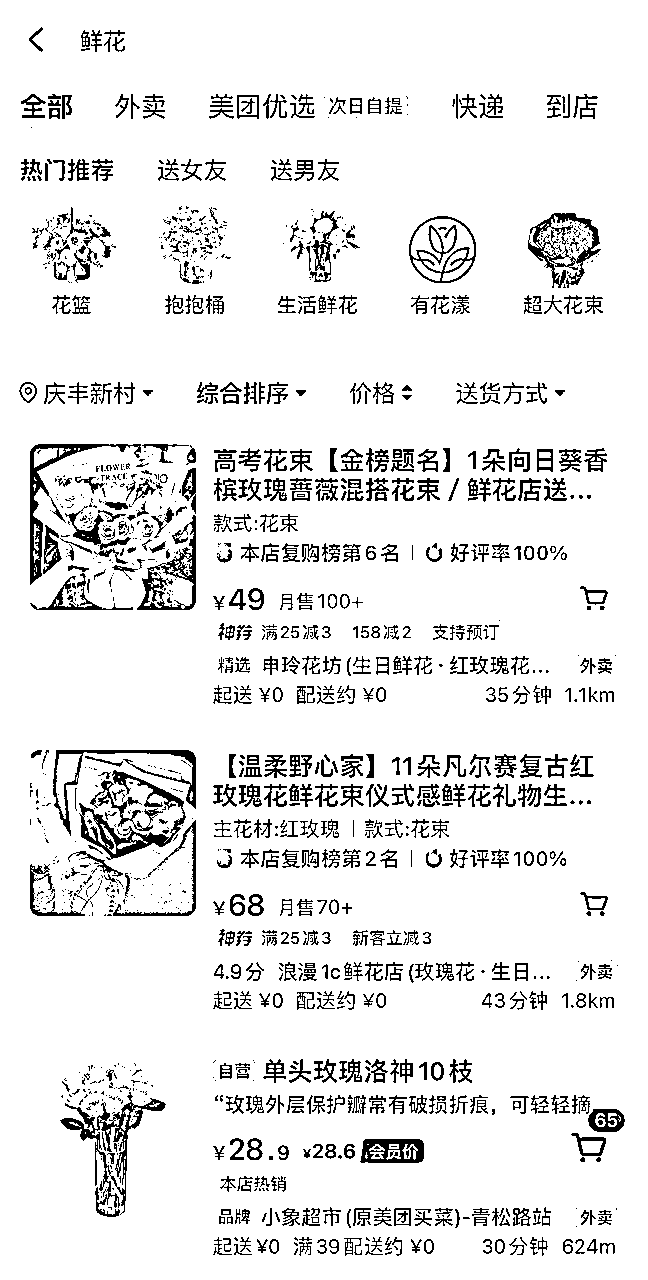 鲜花
全部 外卖 美团优选 次日自提 快递 到店
热门推荐 送女友 送男友
花篮 抱抱桶 生活鲜花 有花漾 超大花束
庆丰新村 综合排序 价格 送货方式
FLOWER
TRACE
高考花束【金榜题名】1朵向日葵香
槟玫瑰蔷薇混搭花束 / 鲜花店送...
款式:花束
本店复购榜第6名 | 好评率100%
¥49 月售100+
神券 满25减3 158减2 支持预订
精选 申玲花坊(生日鲜花·红玫瑰花... 外卖
起送 ¥0 配送约 ¥0 35分钟 1.1km
【温柔野心家】11朵凡尔赛复古红
玫瑰花鲜花束仪式感鲜花礼物生...
主花材:红玫瑰 | 款式:花束
本店复购榜第2名 | 好评率100%
¥68 月售70+
神券 满25减3 新客立减3
4.9分 浪漫1c鲜花店(玫瑰花·生日... 外卖
起送 ¥0 配送约 ¥0 43分钟 1.8km
自营 单头玫瑰洛神10枝
“玫瑰外层保护瓣常有破损折痕，可轻轻摘
65
¥28.9 ¥28.6 会员价
本店热销
品牌 小象超市(原美团买菜)-青松路站 外卖
起送 ¥0 满39配送约 ¥0 30分钟 624m